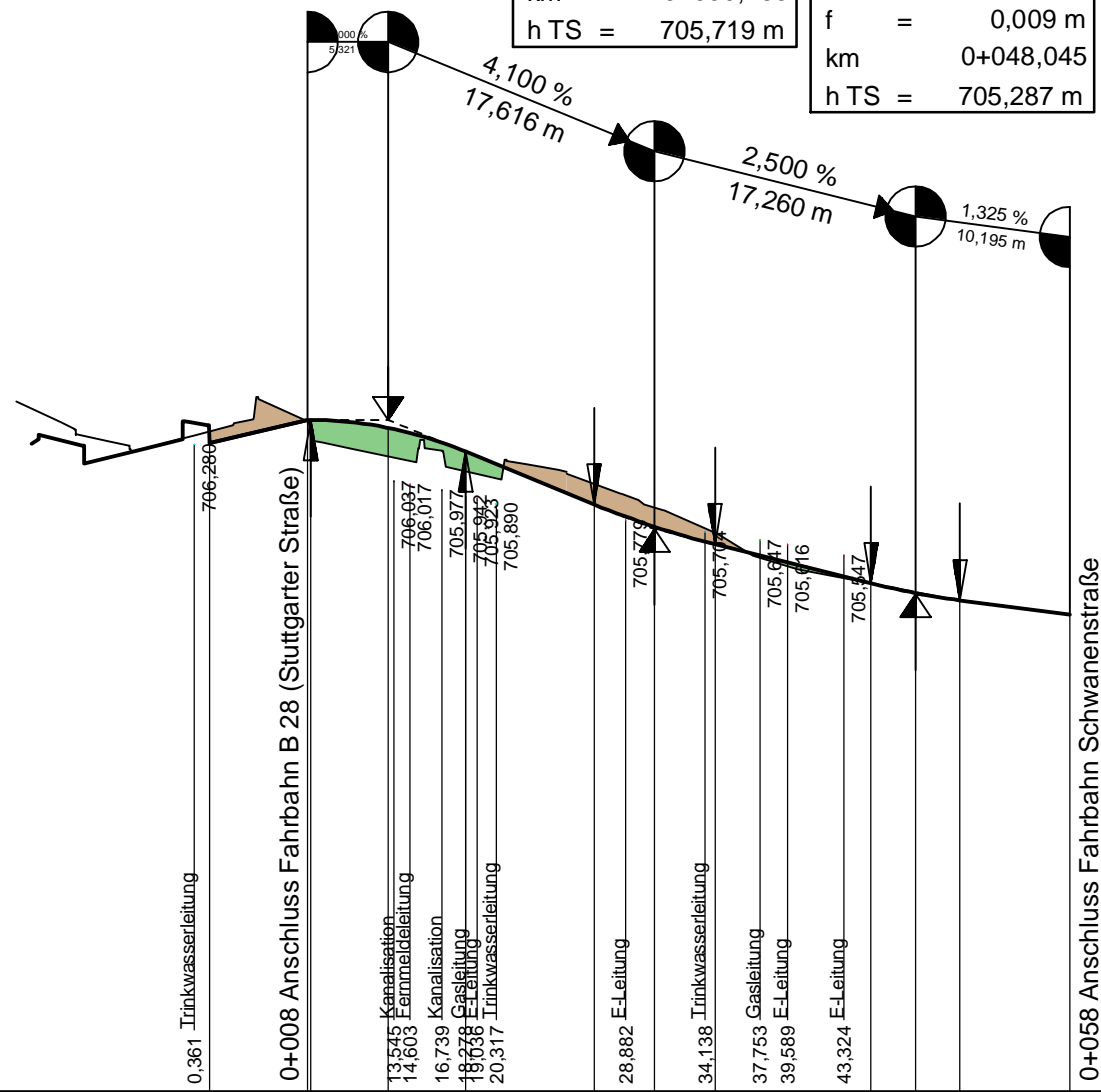 h TS = 705,719 m
f = 0,009 m
km 0+048,045
h TS = 705,287 m
5,321
4,100 %
17,616 m
2,500 %
17,260 m
1,325 %
10,195 m
706,280
706,037
706,017
705,977
705,942
705,923
705,890
705,779
705,647
705,547
0+008 Anschluss Fahrbahn B 28 (Stuttgarter Straße)
0+058 Anschluss Fahrbahn Schwanenstraße
0,361 Trinkwasserleitung
13,545 Kanalisation
14,603 Fernmeldeleitung
16,739 Kanalisation
18,278 Gasleitung
19,036 E-Leitung
20,317 Trinkwasserleitung
28,882 E-Leitung
34,138 Trinkwasserleitung
37,753 Gasleitung
39,589 E-Leitung
43,324 E-Leitung